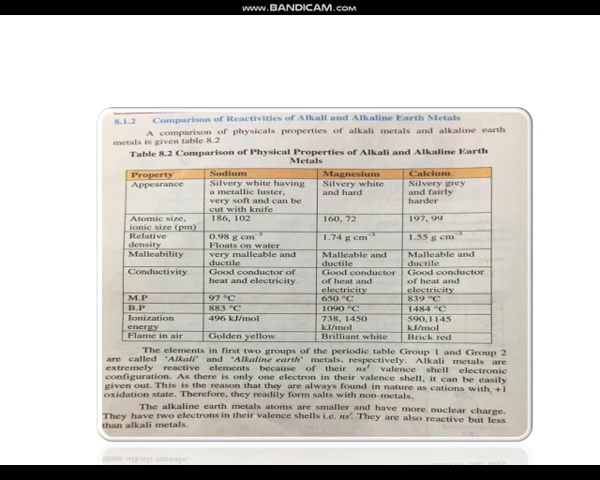 www.BANDICAM.com
8.1.2 Comparison of Reactivities of Alkali and Alkaline Earth Metals
A comparison of physicals properties of alkali metals and alkaline earth
metals is given table 8.2
Table 8.2 Comparison of Physical Properties of Alkali and Alkaline Earth
Metals
Property Sodium Magnesium Calcium
Appearance Silvery white having Silvery white Silvery grey
a metallic luster, and hard and fairly
very soft and can be harder
cut with knife
Atomic size, 186, 102 160, 72 197, 99
ionic size (pm)
Relative 0.98 g cm⁻³ 1.74 g cm⁻³ 1.55 g cm⁻³
density Floats on water
Malleability very malleable and Malleable and Malleable and
ductile ductile ductile
Conductivity Good conductor of Good conductor Good conductor
heat and electricity of heat and of heat and
electricity electricity
M.P 97 °C 650 °C 839 °C
B.P 883 °C 1090 °C 1484 °C
Ionization 496 kJ/mol 738, 1450 590,1145
energy kJ/mol kJ/mol
Flame in air Golden yellow Brilliant white Brick red
The elements in first two groups of the periodic table Group 1 and Group 2
are called 'Alkali' and 'Alkaline earth' metals, respectively. Alkali metals are
extremely reactive elements because of their ns¹ valence shell electronic
configuration. As there is only one electron in their valence shell, it can be easily
given out. This is the reason that they are always found in nature as cations with +1
oxidation state. Therefore, they readily form salts with non-metals.
The alkaline earth metals atoms are smaller and have more nuclear charge.
They have two electrons in their valence shells i.e. ns². They are also reactive but less
than alkali metals.